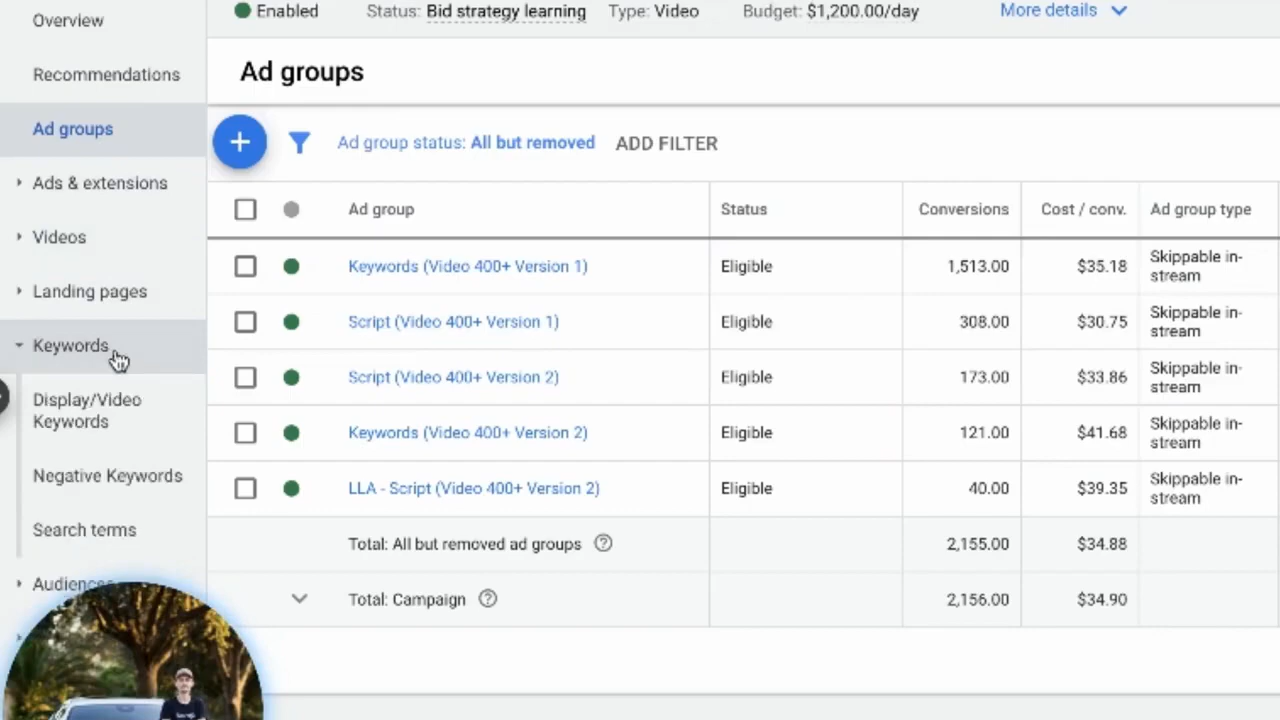 Overview
Recommendations
Ad groups
Ads & extensions
Videos
Landing pages
Keywords
Display/Video
Keywords
Negative Keywords
Search terms
Audiences
Enabled Status: Bid strategy learning Type: Video Budget: $1,200.00/day More details
Ad groups
Ad group status: All but removed ADD FILTER
Ad group Status Conversions Cost / conv. Ad group type
Keywords (Video 400+ Version 1) Eligible 1,513.00 $35.18 Skippable in-
stream
Script (Video 400+ Version 1) Eligible 308.00 $30.75 Skippable in-
stream
Script (Video 400+ Version 2) Eligible 173.00 $33.86 Skippable in-
stream
Keywords (Video 400+ Version 2) Eligible 121.00 $41.68 Skippable in-
stream
LLA - Script (Video 400+ Version 2) Eligible 40.00 $39.35 Skippable in-
stream
Total: All but removed ad groups 2,155.00 $34.88
Total: Campaign 2,156.00 $34.90